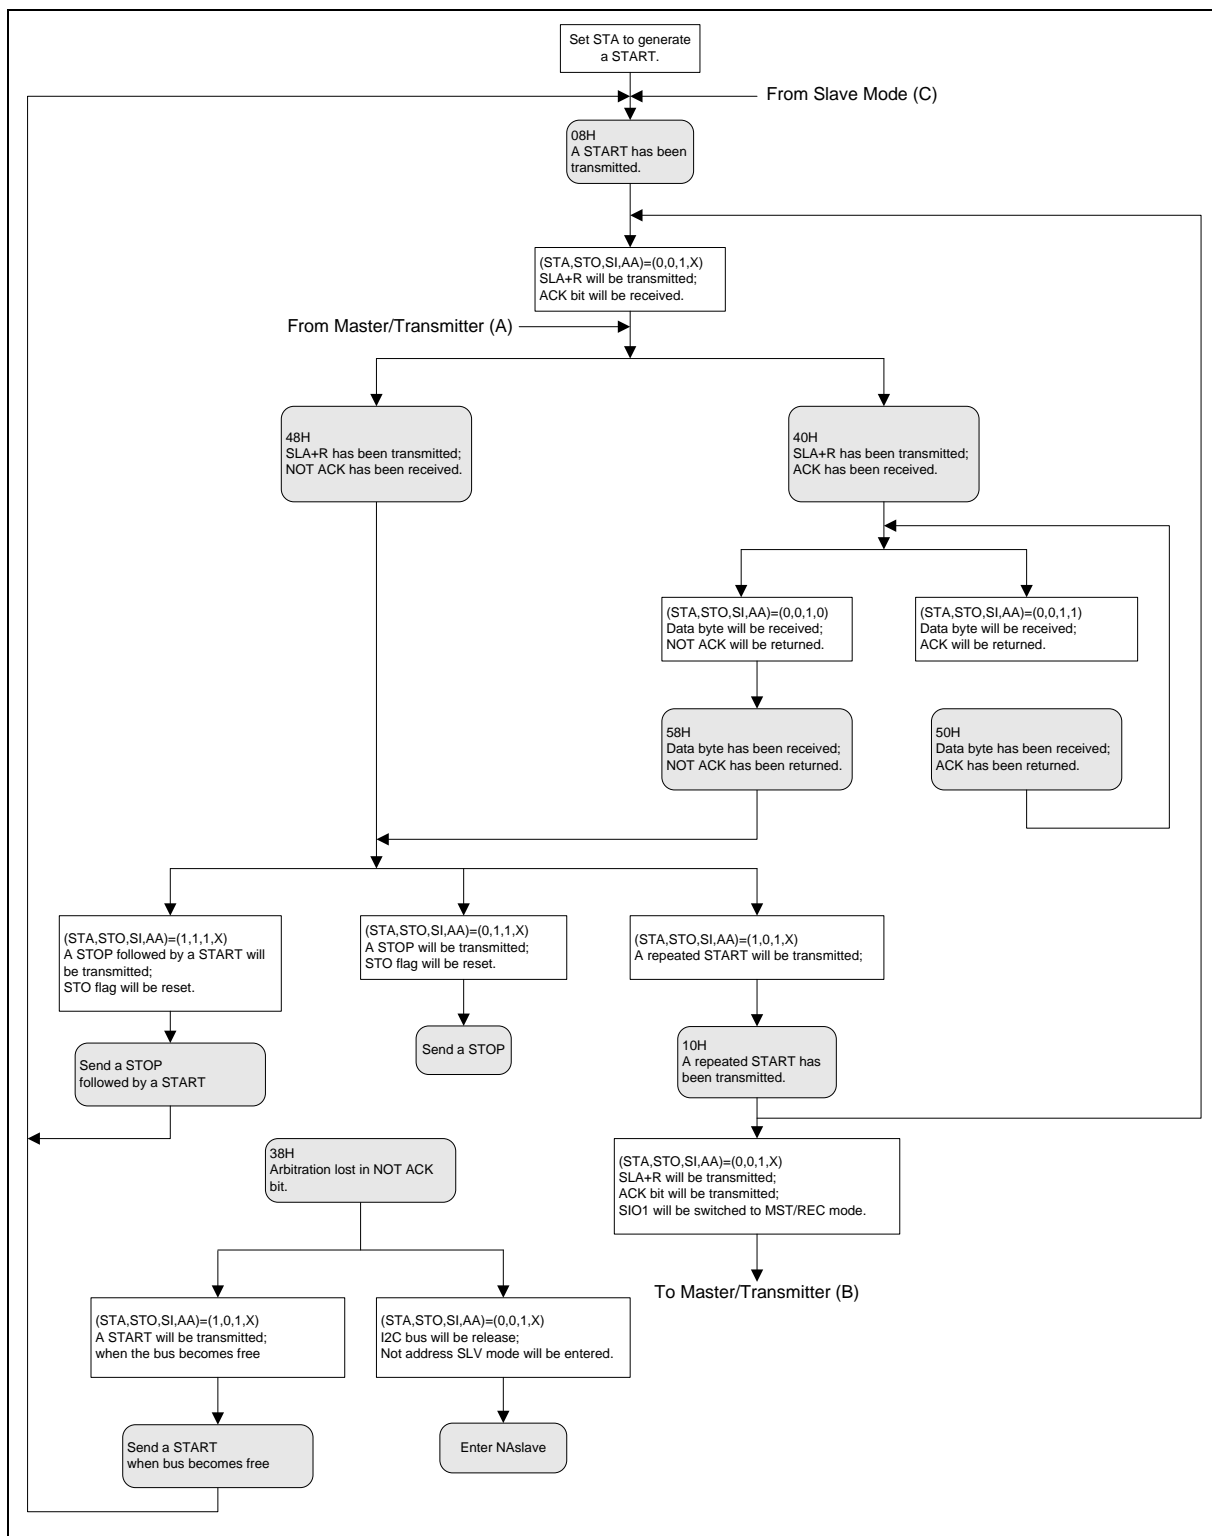 Set STA to generate
a START.
From Slave Mode (C)
08H
A START has been
transmitted.
(STA,STO,SI,AA)=(0,0,1,X)
SLA+R will be transmitted;
ACK bit will be received.
From Master/Transmitter (A)
48H
SLA+R has been transmitted;
NOT ACK has been received.
40H
SLA+R has been transmitted;
ACK has been received.
(STA,STO,SI,AA)=(0,0,1,0)
Data byte will be received;
NOT ACK will be returned.
(STA,STO,SI,AA)=(0,0,1,1)
Data byte will be received;
ACK will be returned.
58H
Data byte has been received;
NOT ACK has been returned.
50H
Data byte has been received;
ACK has been returned.
(STA,STO,SI,AA)=(1,1,1,X)
A STOP followed by a START will
be transmitted;
STO flag will be reset.
(STA,STO,SI,AA)=(0,1,1,X)
A STOP will be transmitted;
STO flag will be reset.
(STA,STO,SI,AA)=(1,0,1,X)
A repeated START will be transmitted;
Send a STOP
followed by a START
Send a STOP
10H
A repeated START has
been transmitted.
38H
Arbitration lost in NOT ACK
bit.
(STA,STO,SI,AA)=(0,0,1,X)
SLA+R will be transmitted;
ACK bit will be transmitted;
SIO1 will be switched to MST/REC mode.
To Master/Transmitter (B)
(STA,STO,SI,AA)=(1,0,1,X)
A START will be transmitted;
when the bus becomes free
(STA,STO,SI,AA)=(0,0,1,X)
I2C bus will be release;
Not address SLV mode will be entered.
Send a START
when bus becomes free
Enter NAslave